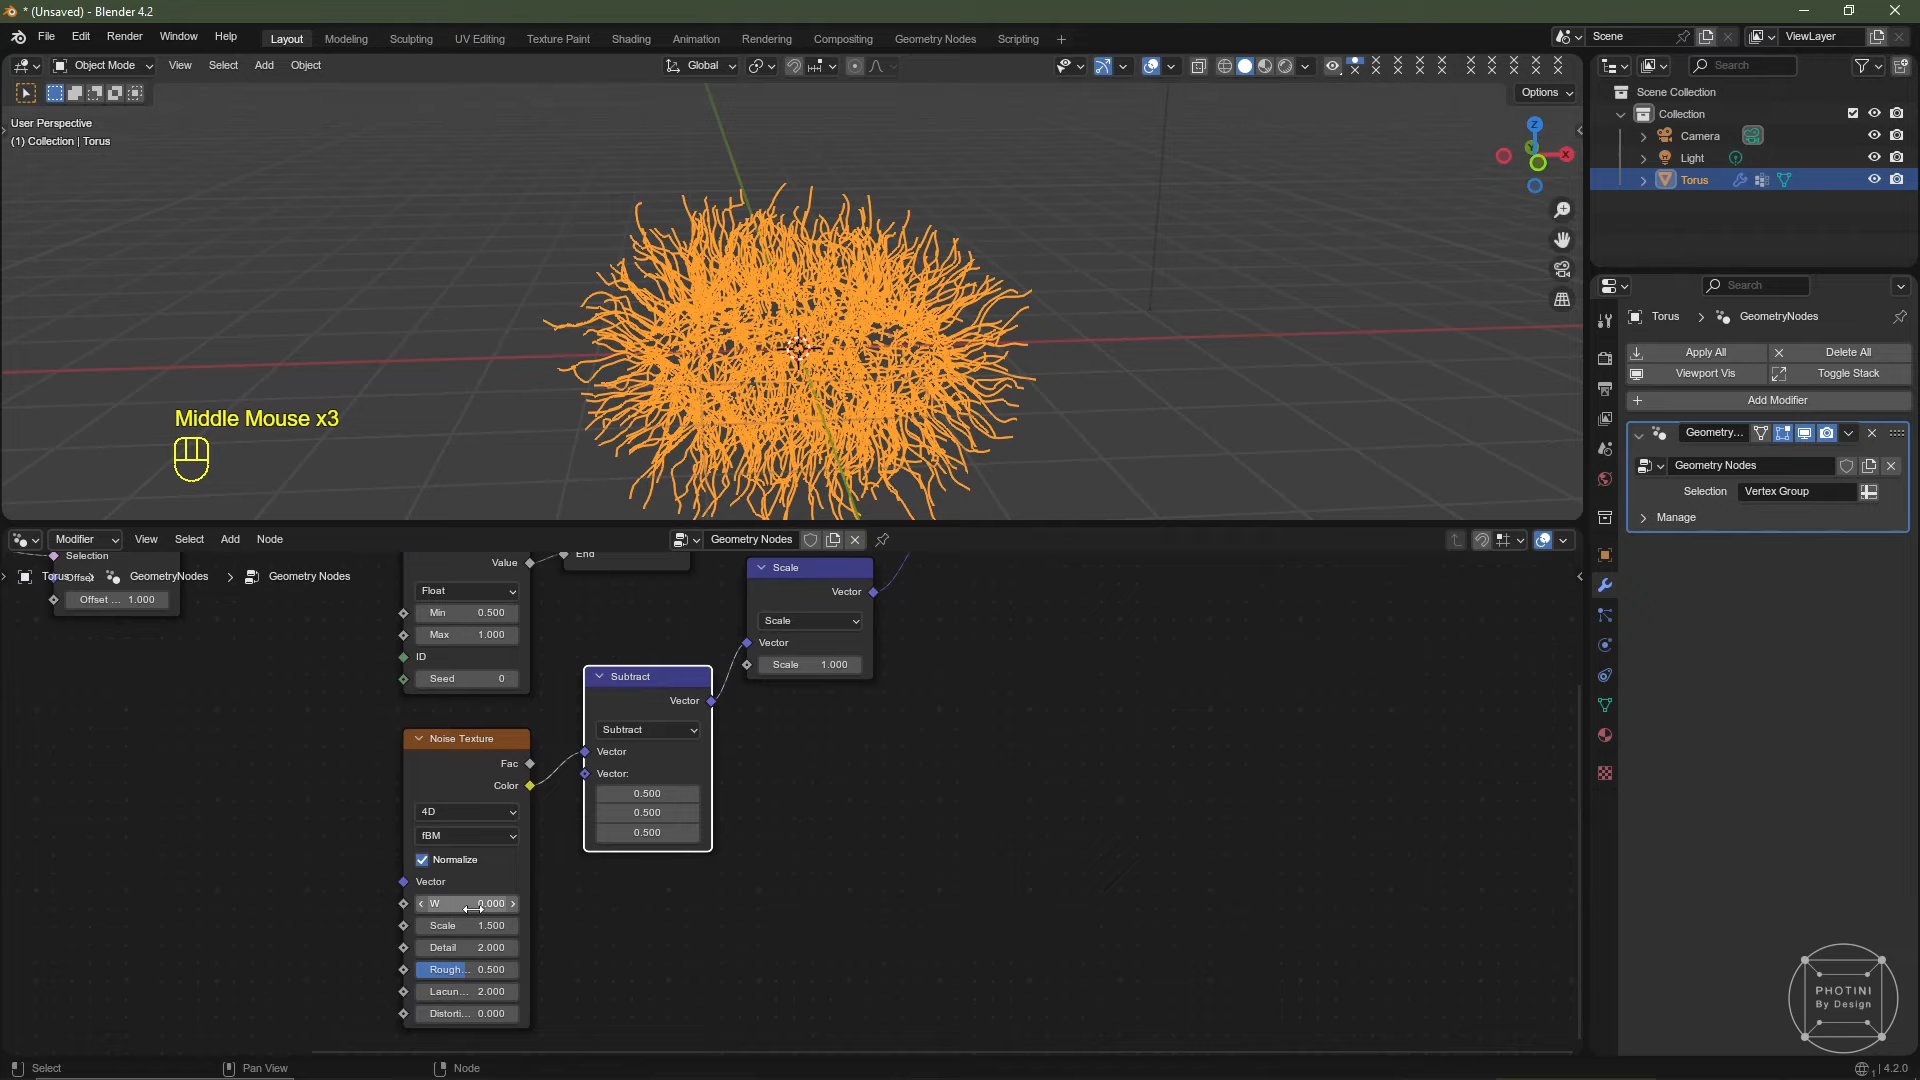 * (Unsaved) - Blender 4.2
File Edit Render Window Help
Layout Modeling Sculpting UV Editing Texture Paint Shading Animation Rendering Compositing Geometry Nodes Scripting
Scene
ViewLayer
Object Mode View Select Add Object
Global
Options
User Perspective
(1) Collection | Torus
Z
Y
X
Middle Mouse x3
Search
Scene Collection
Collection
Camera
Light
Torus
Search
Torus > GeometryNodes
Apply All Delete All
Viewport Vis Toggle Stack
Add Modifier
Geometry...
Geometry Nodes
Selection Vertex Group
Manage
Modifier View Select Add Node
Geometry Nodes
Torus > GeometryNodes > Geometry Nodes
Selection
Offset
Offset ... 1.000
Value
Float
Min 0.500
Max 1.000
ID
Seed 0
End
Scale
Vector
Scale
Vector
Scale 1.000
Subtract
Vector
Subtract
Vector
Vector:
0.500
0.500
0.500
Noise Texture
Fac
Color
4D
fBM
Normalize
Vector
W 0.000
Scale 1.500
Detail 2.000
Rough... 0.500
Lacun... 2.000
Distorti... 0.000
PHOTINI
By Design
Select Pan View Node
4.2.0